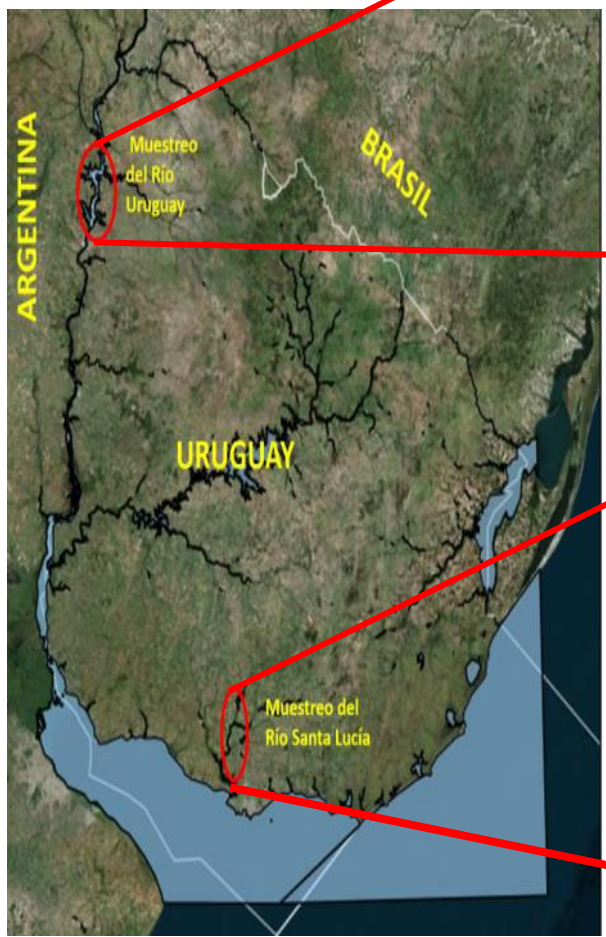 ARGENTINA
Muestreo
del Río
Uruguay
BRASIL
URUGUAY
Muestreo del
Río Santa Lucía